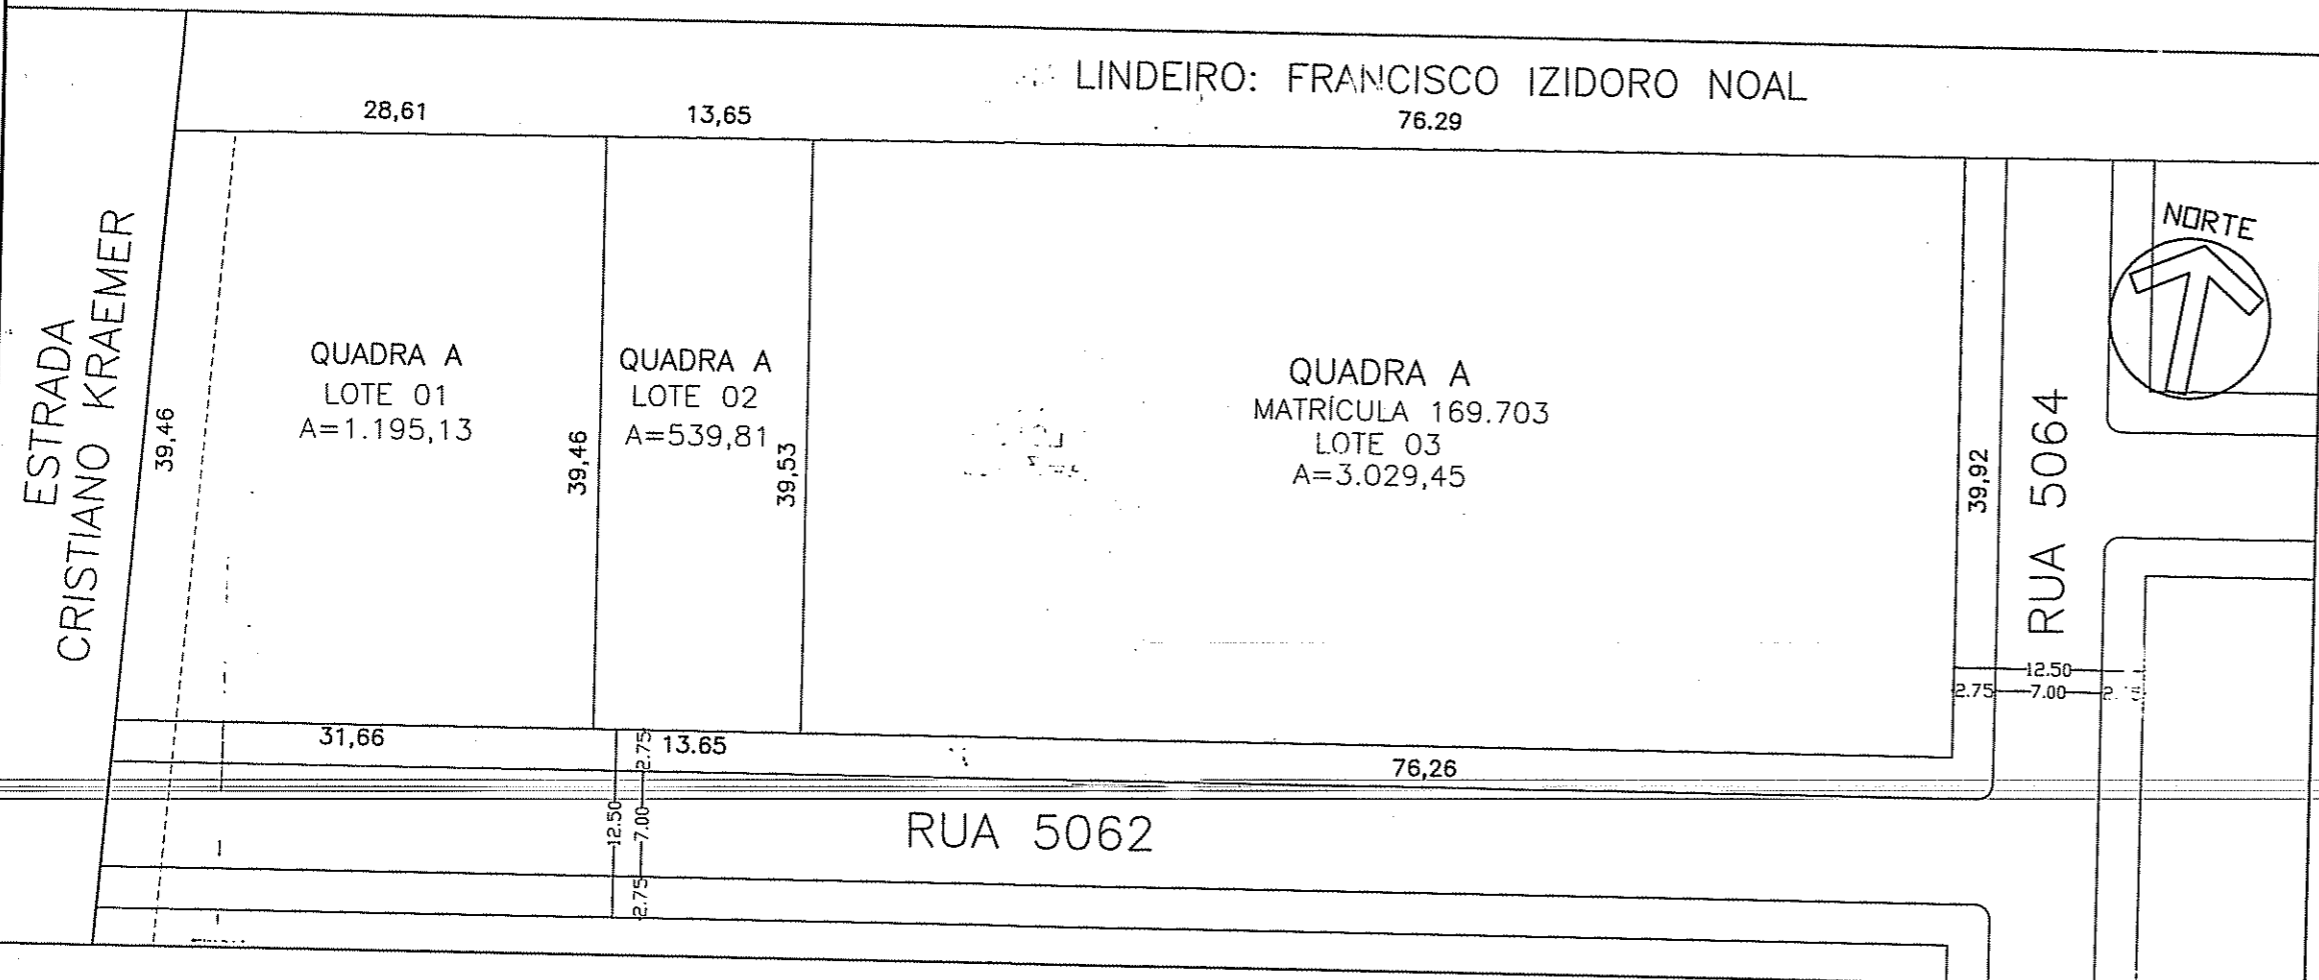 LINDEIRO: FRANCISCO IZIDORO NOAL
28,61
13,65
76.29
NORTE
ESTRADA
CRISTIANO KRAEMER
39,46
QUADRA A
LOTE 01
A=1.195,13
39,46
QUADRA A
LOTE 02
A=539,81
39,53
QUADRA A
MATRÍCULA 169.703
LOTE 03
A=3.029,45
39,92
RUA 5064
12.50
2.75
7.00
31,66
2.75
13.65
76,26
12.50
7.00
2.75
RUA 5062